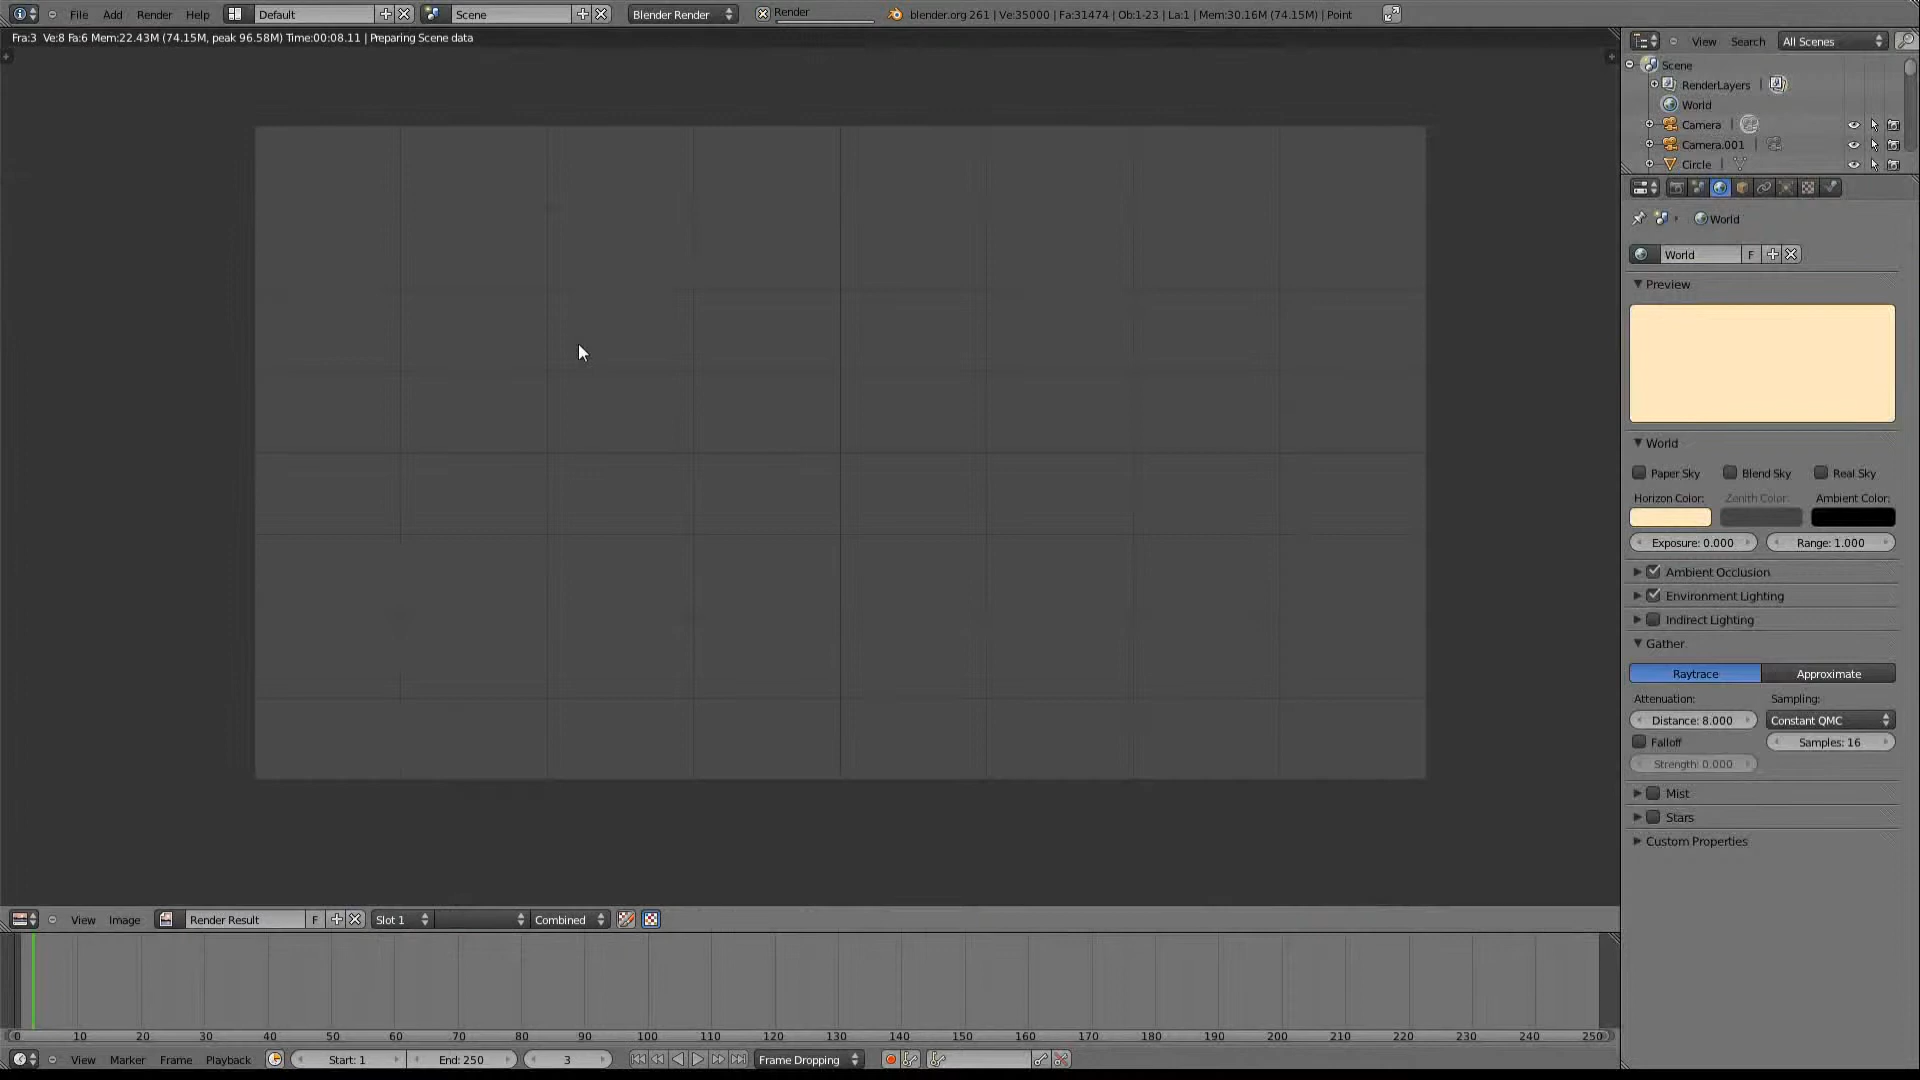 File Add Render Help Default Scene Blender Render Render blender.org 261 | Ve:35000 | Fa:31474 | Ob:1-23 | La:1 | Mem:30.16M (74.15M) | Point
Fra:3 Ve:8 Fa:6 Mem:22.43M (74.15M, peak 96.58M) Time:00:08.11 | Preparing Scene data
View Search All Scenes
Scene
RenderLayers |
World
Camera |
Camera.001 |
Circle |
World
World F
Preview
World
Paper Sky Blend Sky Real Sky
Horizon Color: Zenith Color: Ambient Color:
Exposure: 0.000 Range: 1.000
Ambient Occlusion
Environment Lighting
Indirect Lighting
Gather
Raytrace Approximate
Attenuation: Sampling:
Distance: 8.000 Constant QMC
Falloff Samples: 16
Strength: 0.000
Mist
Stars
Custom Properties
View Image Render Result F Slot 1 Combined
0 10 20 30 40 50 60 70 80 90 100 110 120 130 140 150 160 170 180 190 200 210 220 230 240 250
View Marker Frame Playback Start: 1 End: 250 3 Frame Dropping